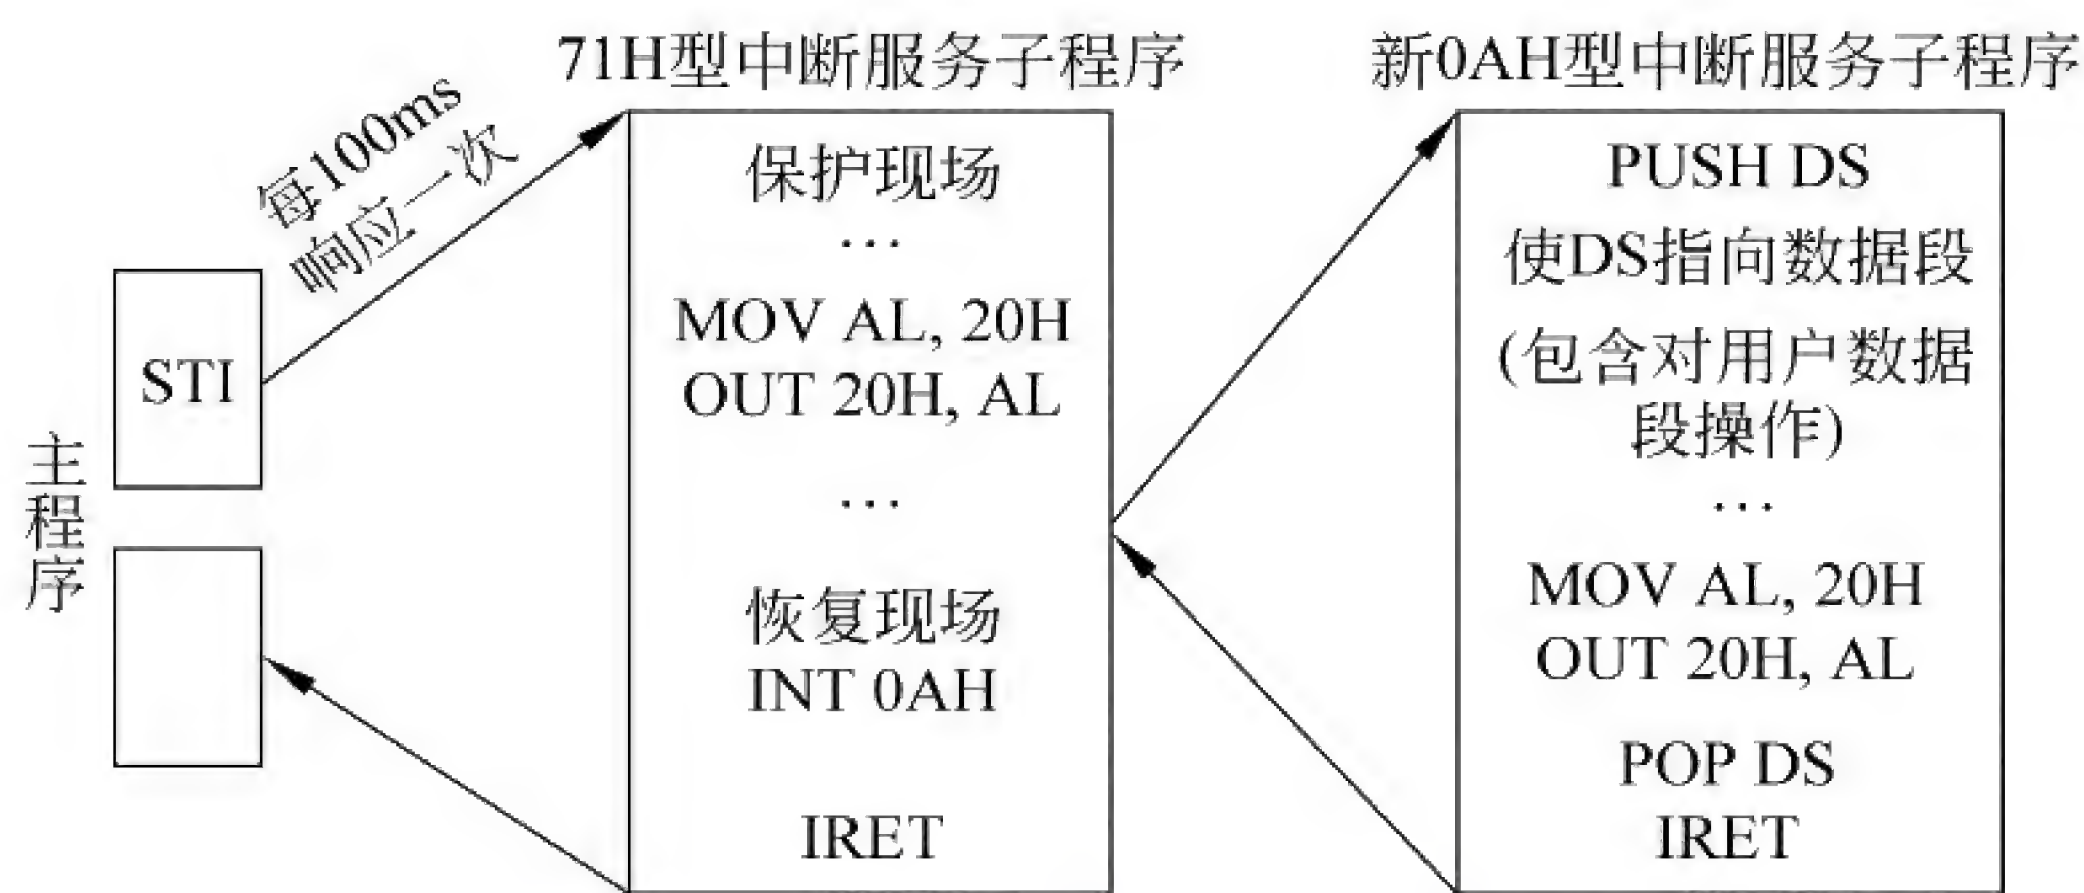 71H型中断服务子程序
新0AH型中断服务子程序
每100ms
响应一次
主程序
STI
保护现场
…
MOV AL, 20H
OUT 20H, AL
…
恢复现场
INT 0AH
IRET
PUSH DS
使DS指向数据段
(包含对用户数据
段操作)
…
MOV AL, 20H
OUT 20H, AL
POP DS
IRET